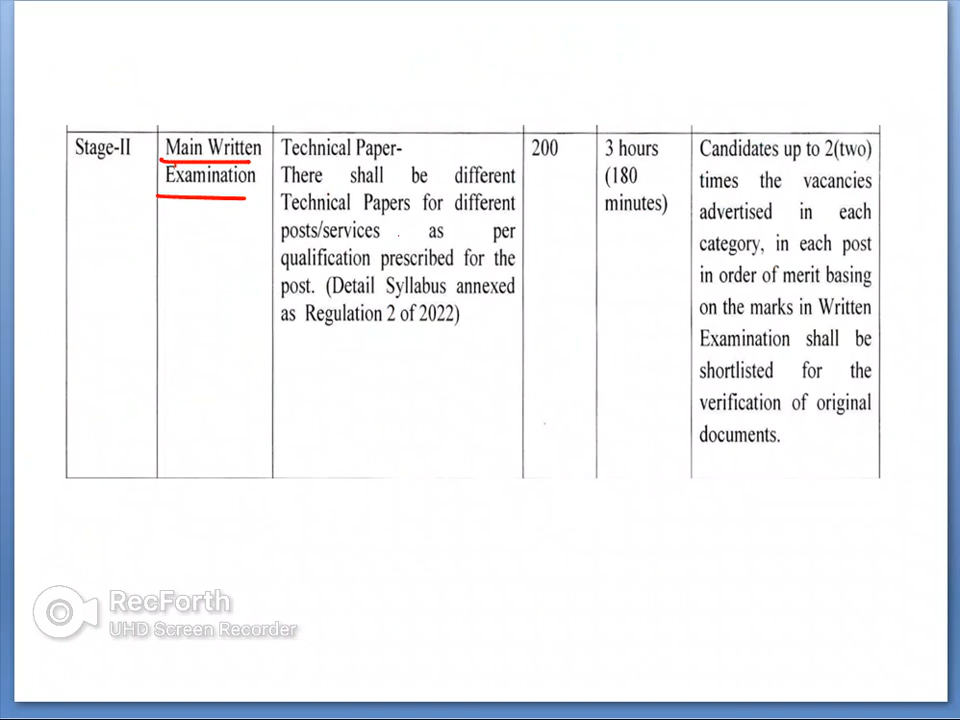 Stage-II
Main Written
Examination
Technical Paper-
There shall be different
Technical Papers for different
posts/services as per
qualification prescribed for the
post. (Detail Syllabus annexed
as Regulation 2 of 2022)
200
3 hours
(180
minutes)
Candidates up to 2(two)
times the vacancies
advertised in each
category, in each post
in order of merit basing
on the marks in Written
Examination shall be
shortlisted for the
verification of original
documents.
RecForth
UHD Screen Recorder